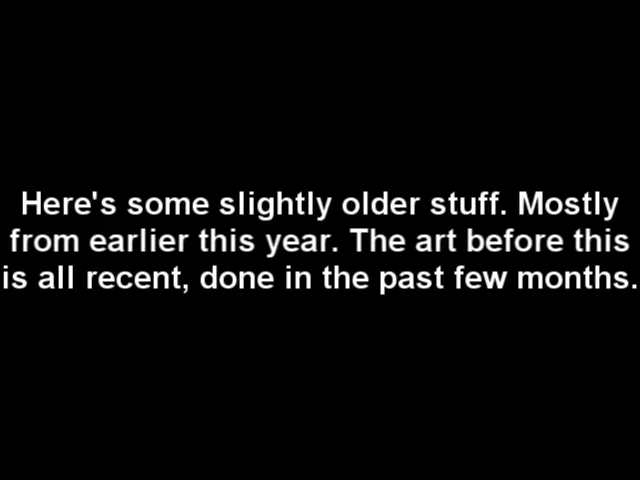 Here's some slightly older stuff. Mostly
from earlier this year. The art before this
is all recent, done in the past few months.